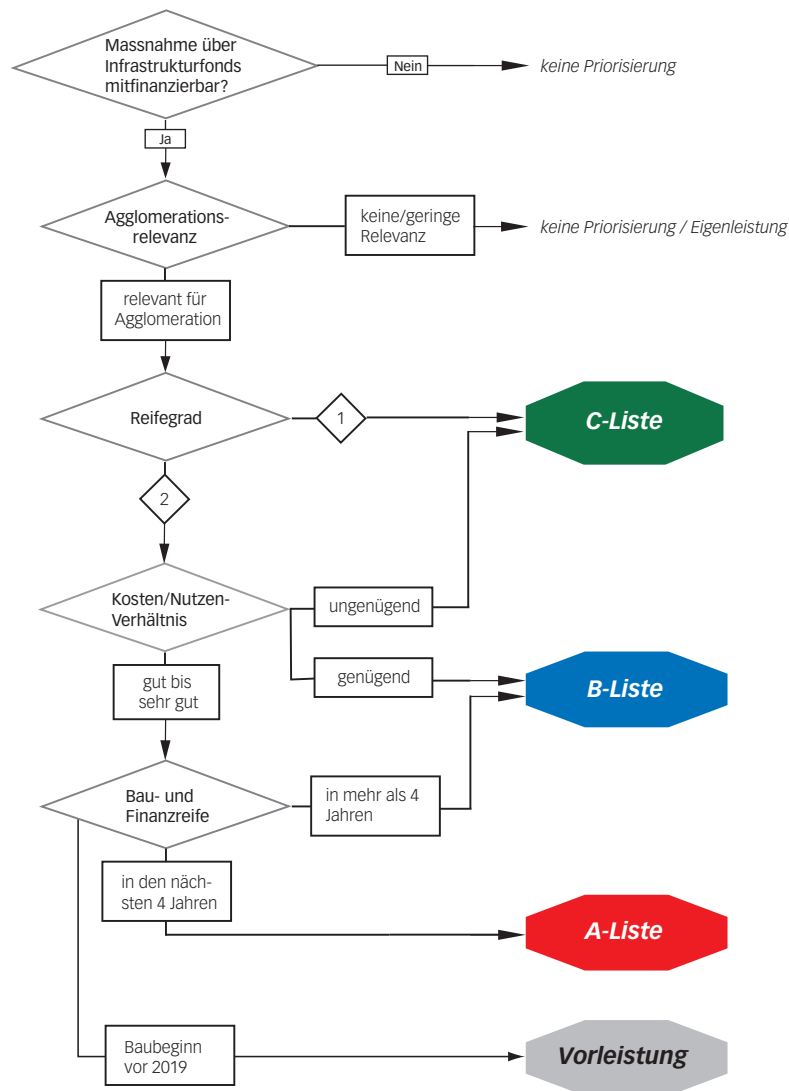 Massnahme über
Infrastrukturfonds
mitfinanzierbar?
Nein
keine Priorisierung
Ja
Agglomerations-
relevanz
keine/geringe
Relevanz
keine Priorisierung / Eigenleistung
relevant für
Agglomeration
Reifegrad
1
C-Liste
2
Kosten/Nutzen-
Verhältnis
ungenügend
genügend
B-Liste
gut bis
sehr gut
Bau- und
Finanzreife
in mehr als 4
Jahren
in den näch-
sten 4 Jahren
A-Liste
Baubeginn
vor 2019
Vorleistung